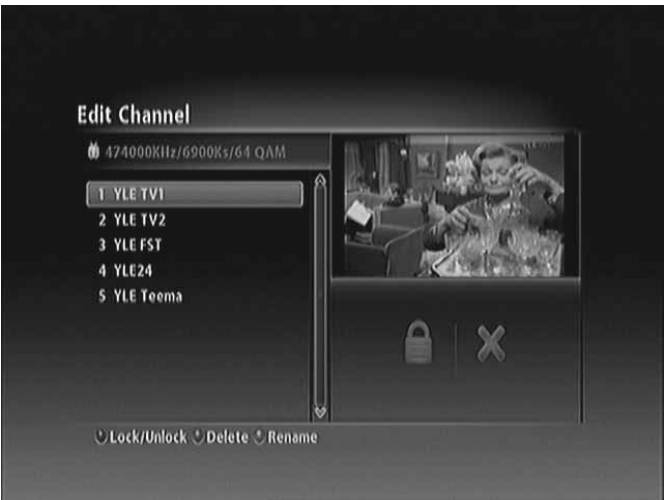 Edit Channel
474000KHz/6900Ks/64 QAM
1 YLE TV1
2 YLE TV2
3 YLE FST
4 YLE24
5 YLE Teema
Lock/Unlock Delete Rename